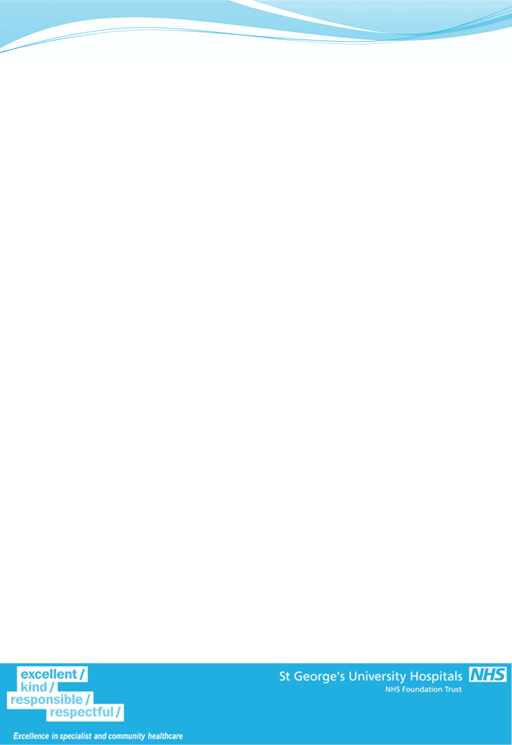 excellent/
kind/
responsible/
respectful/
Excellence in specialist and community healthcare
St George's University Hospitals NHS
NHS Foundation Trust